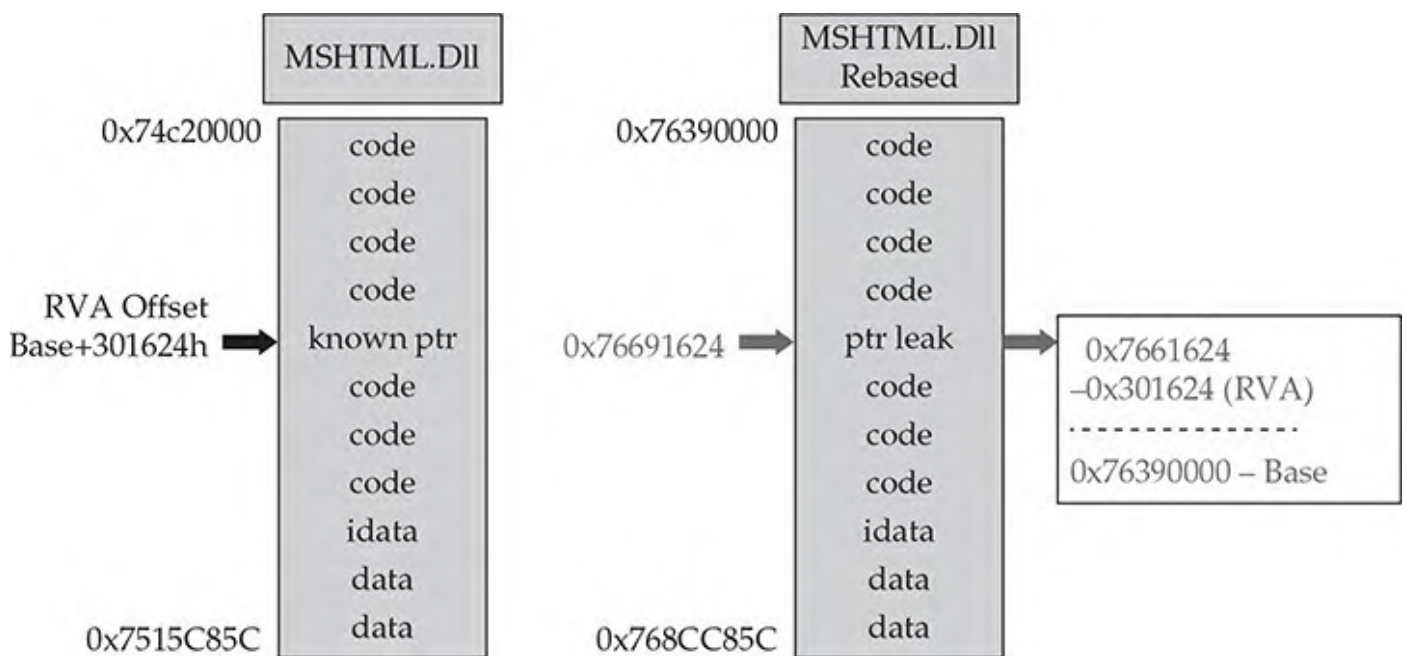 MSHTML.Dll
MSHTML.Dll
Rebased
0x74c20000
code
code
code
code
RVA Offset
Base+301624h
known ptr
code
code
code
idata
data
0x7515C85C
data
0x76390000
code
code
code
code
0x76691624
ptr leak
code
code
code
idata
data
0x768CC85C
data
0x7661624
–0x301624 (RVA)
0x76390000 – Base